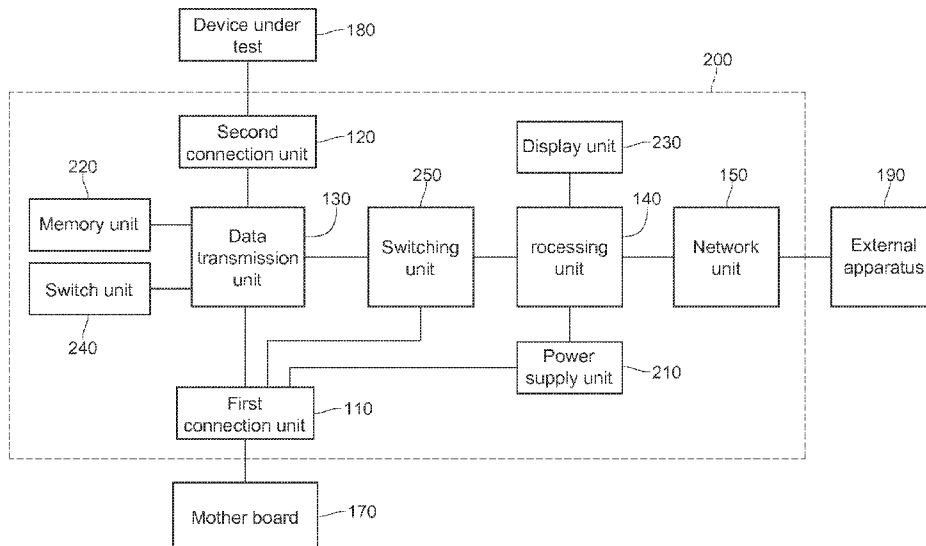 Device under
test
180
200
Second
connection unit
120
Display unit
230
220
250
150
190
Memory unit
130
140
Data
transmission
unit
Switching
unit
rocessing
unit
Network
unit
External
apparatus
Switch unit
240
Power
supply unit
210
First
connection unit
110
Mother board
170